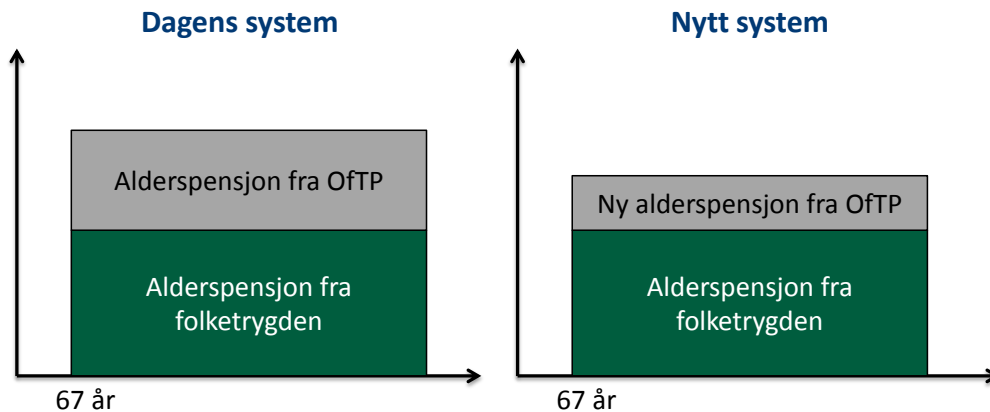 Dagens system
Alderspensjon fra OfTP
Alderspensjon fra
folketrygden
67 år
Nytt system
Ny alderspensjon fra OfTP
Alderspensjon fra
folketrygden
67 år